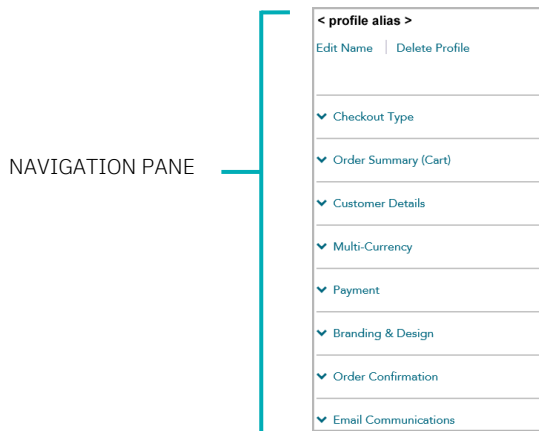 < profile alias >
Edit Name | Delete Profile
Checkout Type
Order Summary (Cart)
NAVIGATION PANE
Customer Details
Multi-Currency
Payment
Branding & Design
Order Confirmation
Email Communications